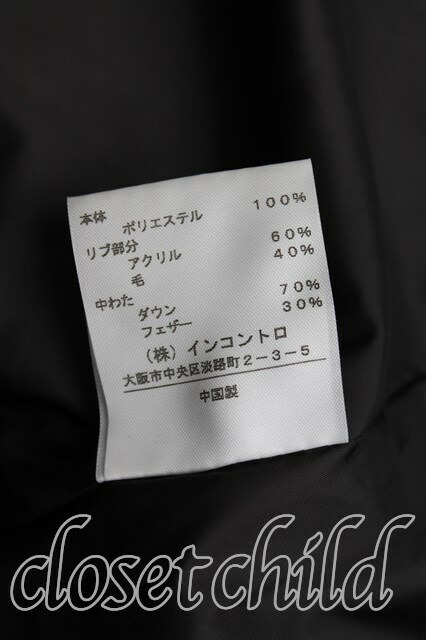 本体
ポリエステル 100%
リブ部分
アクリル 60%
毛 40%
中わた
ダウン 70%
フェザー 30%
(株)インコントロ
大阪市中央区淡路町2-3-5
中国製
closet child